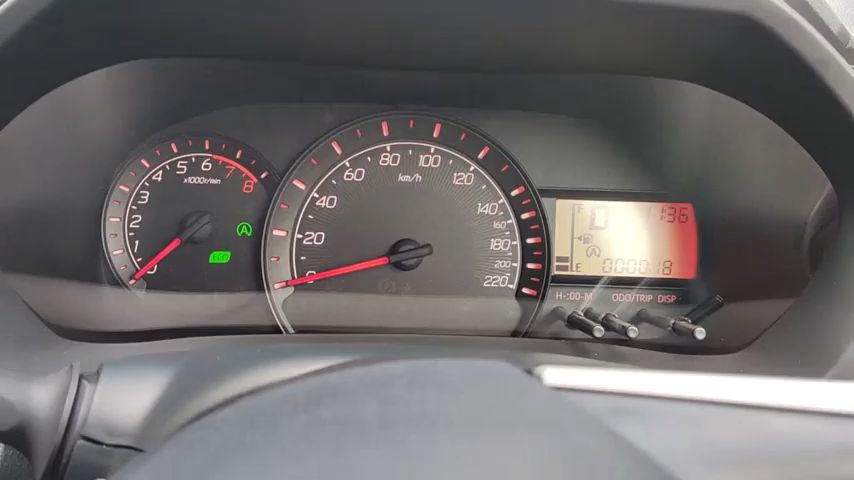 0 1 2 3 4 5 6 7 8
x1000r/min
A
ECO
0 20 40 60 80 100 120 140 160 180 200 220
km/h
F
D
11:36
A
E
000018
H-:00-M
ODO/TRIP
DISP